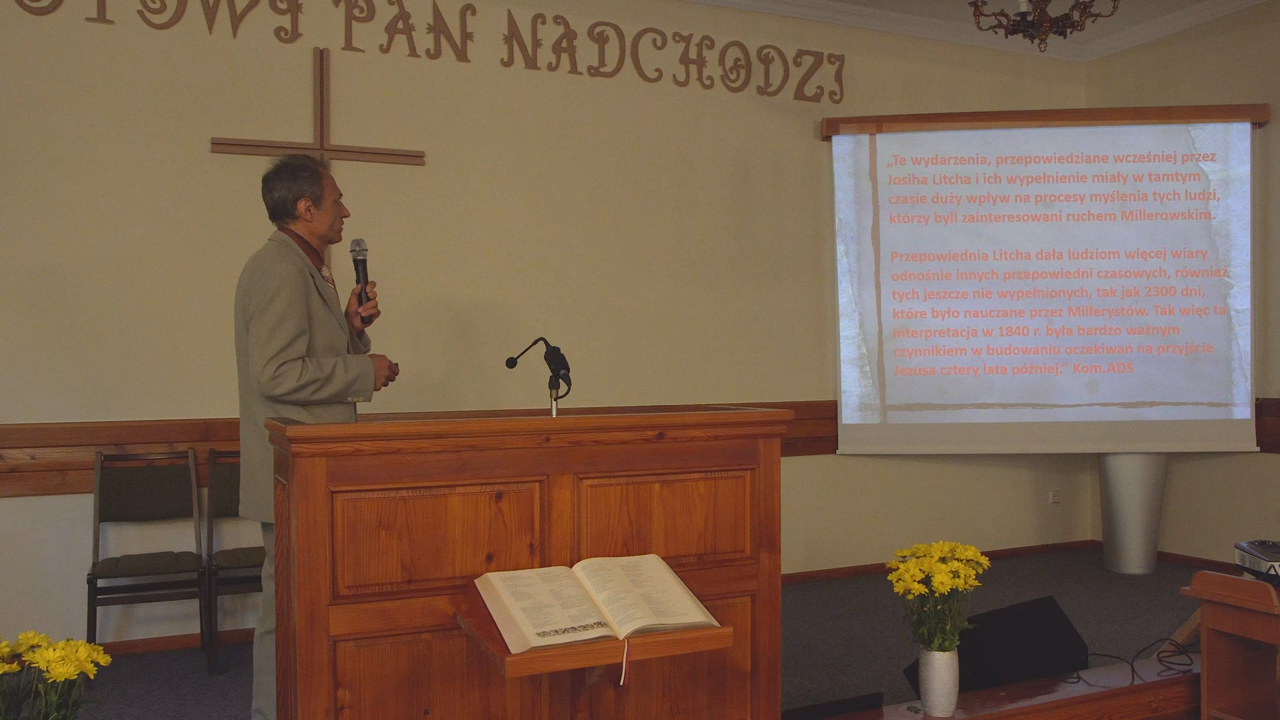 OTOWY PAN NADCHODZI
„Te wydarzenia, przepowiedziane wcześniej przez
Josiha Litcha i ich wypełnienie miały w tamtym
czasie duży wpływ na procesy myślenia tych ludzi,
którzy byli zainteresowani ruchem Millerowskim.
Przepowiednia Litcha dała ludziom więcej wiary
odnośnie innych przepowiedni czasowych, również
tych jeszcze nie wypełnionych, tak jak 2300 dni,
które było nauczane przez Millerystów. Tak więc ta
interpretacja w 1840 r. była bardzo ważnym
czynnikiem w budowaniu oczekiwań na przyjście
Jezusa cztery lata później.” Kom.ADS